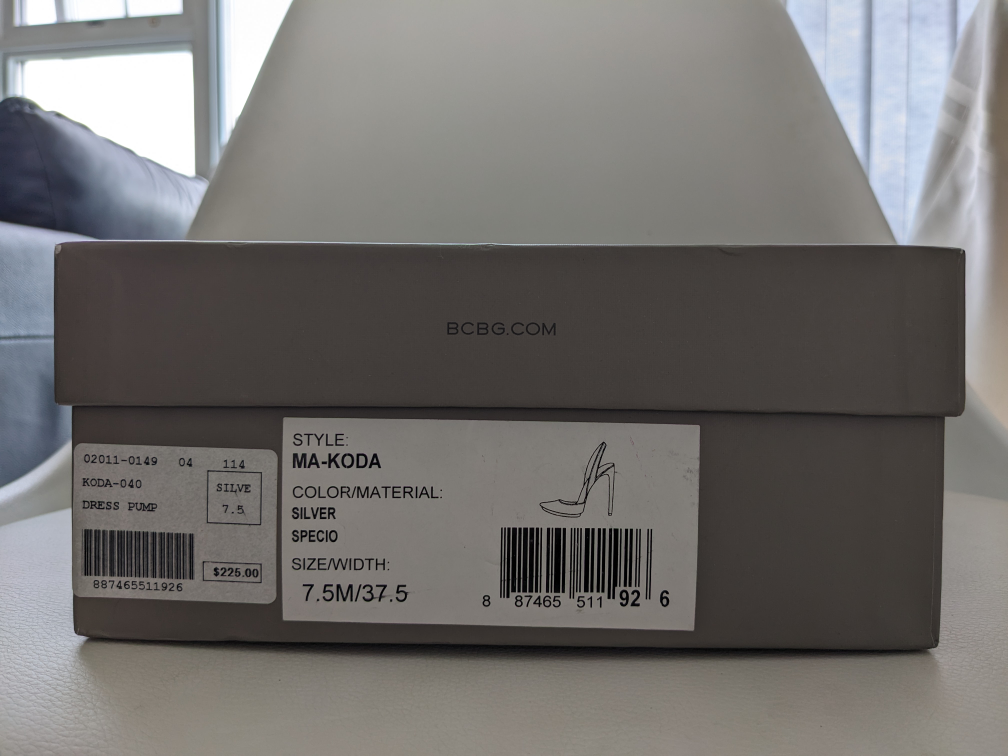 BCBG.COM
02011-0149 04 114
KODA-040
SILVE
DRESS PUMP
7.5
887465511926
$225.00
STYLE:
MA-KODA
COLOR/MATERIAL:
SILVER
SPECIO
SIZE/WIDTH:
7.5M/37.5
8 87465 511 92 6